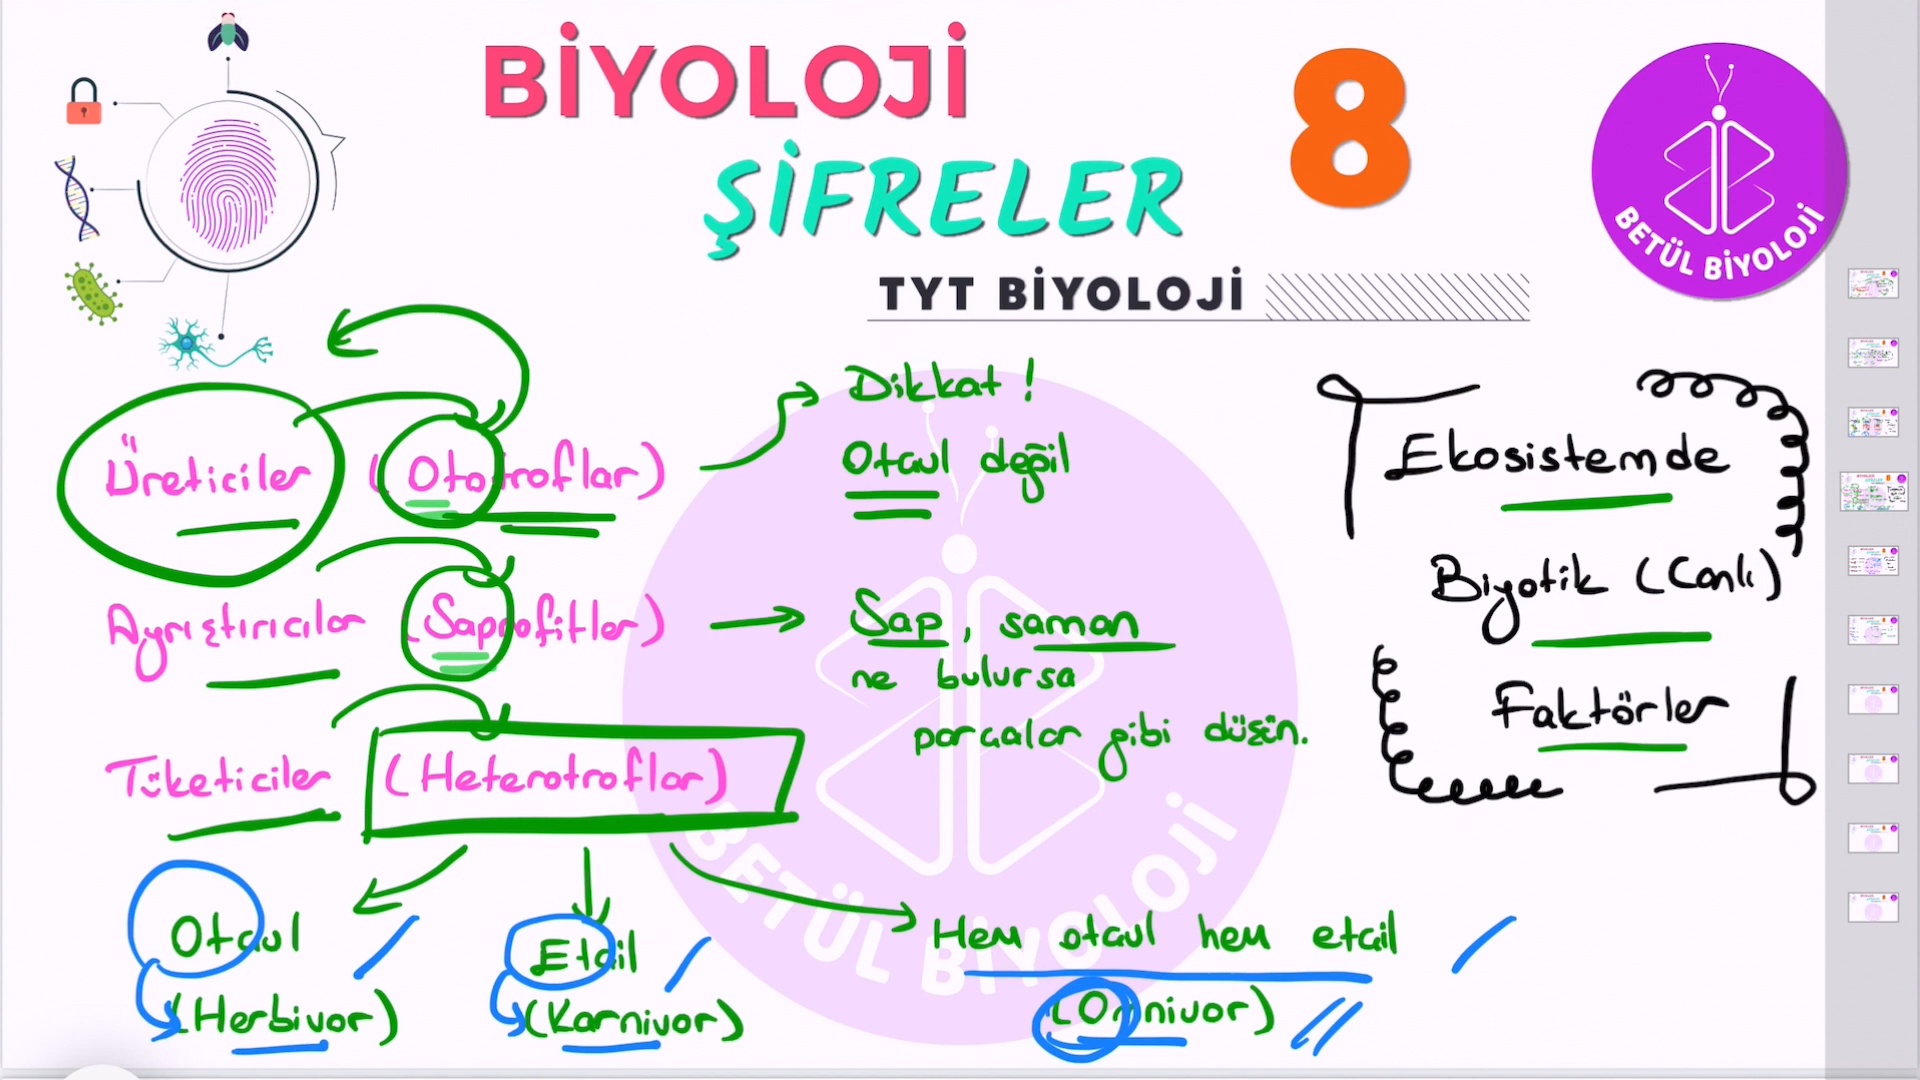 BİYOLOJİ
ŞİFRELER
8
TYT BİYOLOJİ
BETÜL BİYOLOJİ
Üreticiler (Ototroflar)
Dikkat!
Otçul değil
Ayrıştırıcılar (Saprofitler)
Sap, saman
ne bulursa
parçalar gibi düşün.
Tüketiciler (Heterotroflar)
Otçul
(Herbivor)
Etçil
(Karnivor)
Hem otçul hem etçil
(Omnivor)
Ekosistemde
Biyotik (Canlı)
Faktörler
BETÜL BİYOLOJİ